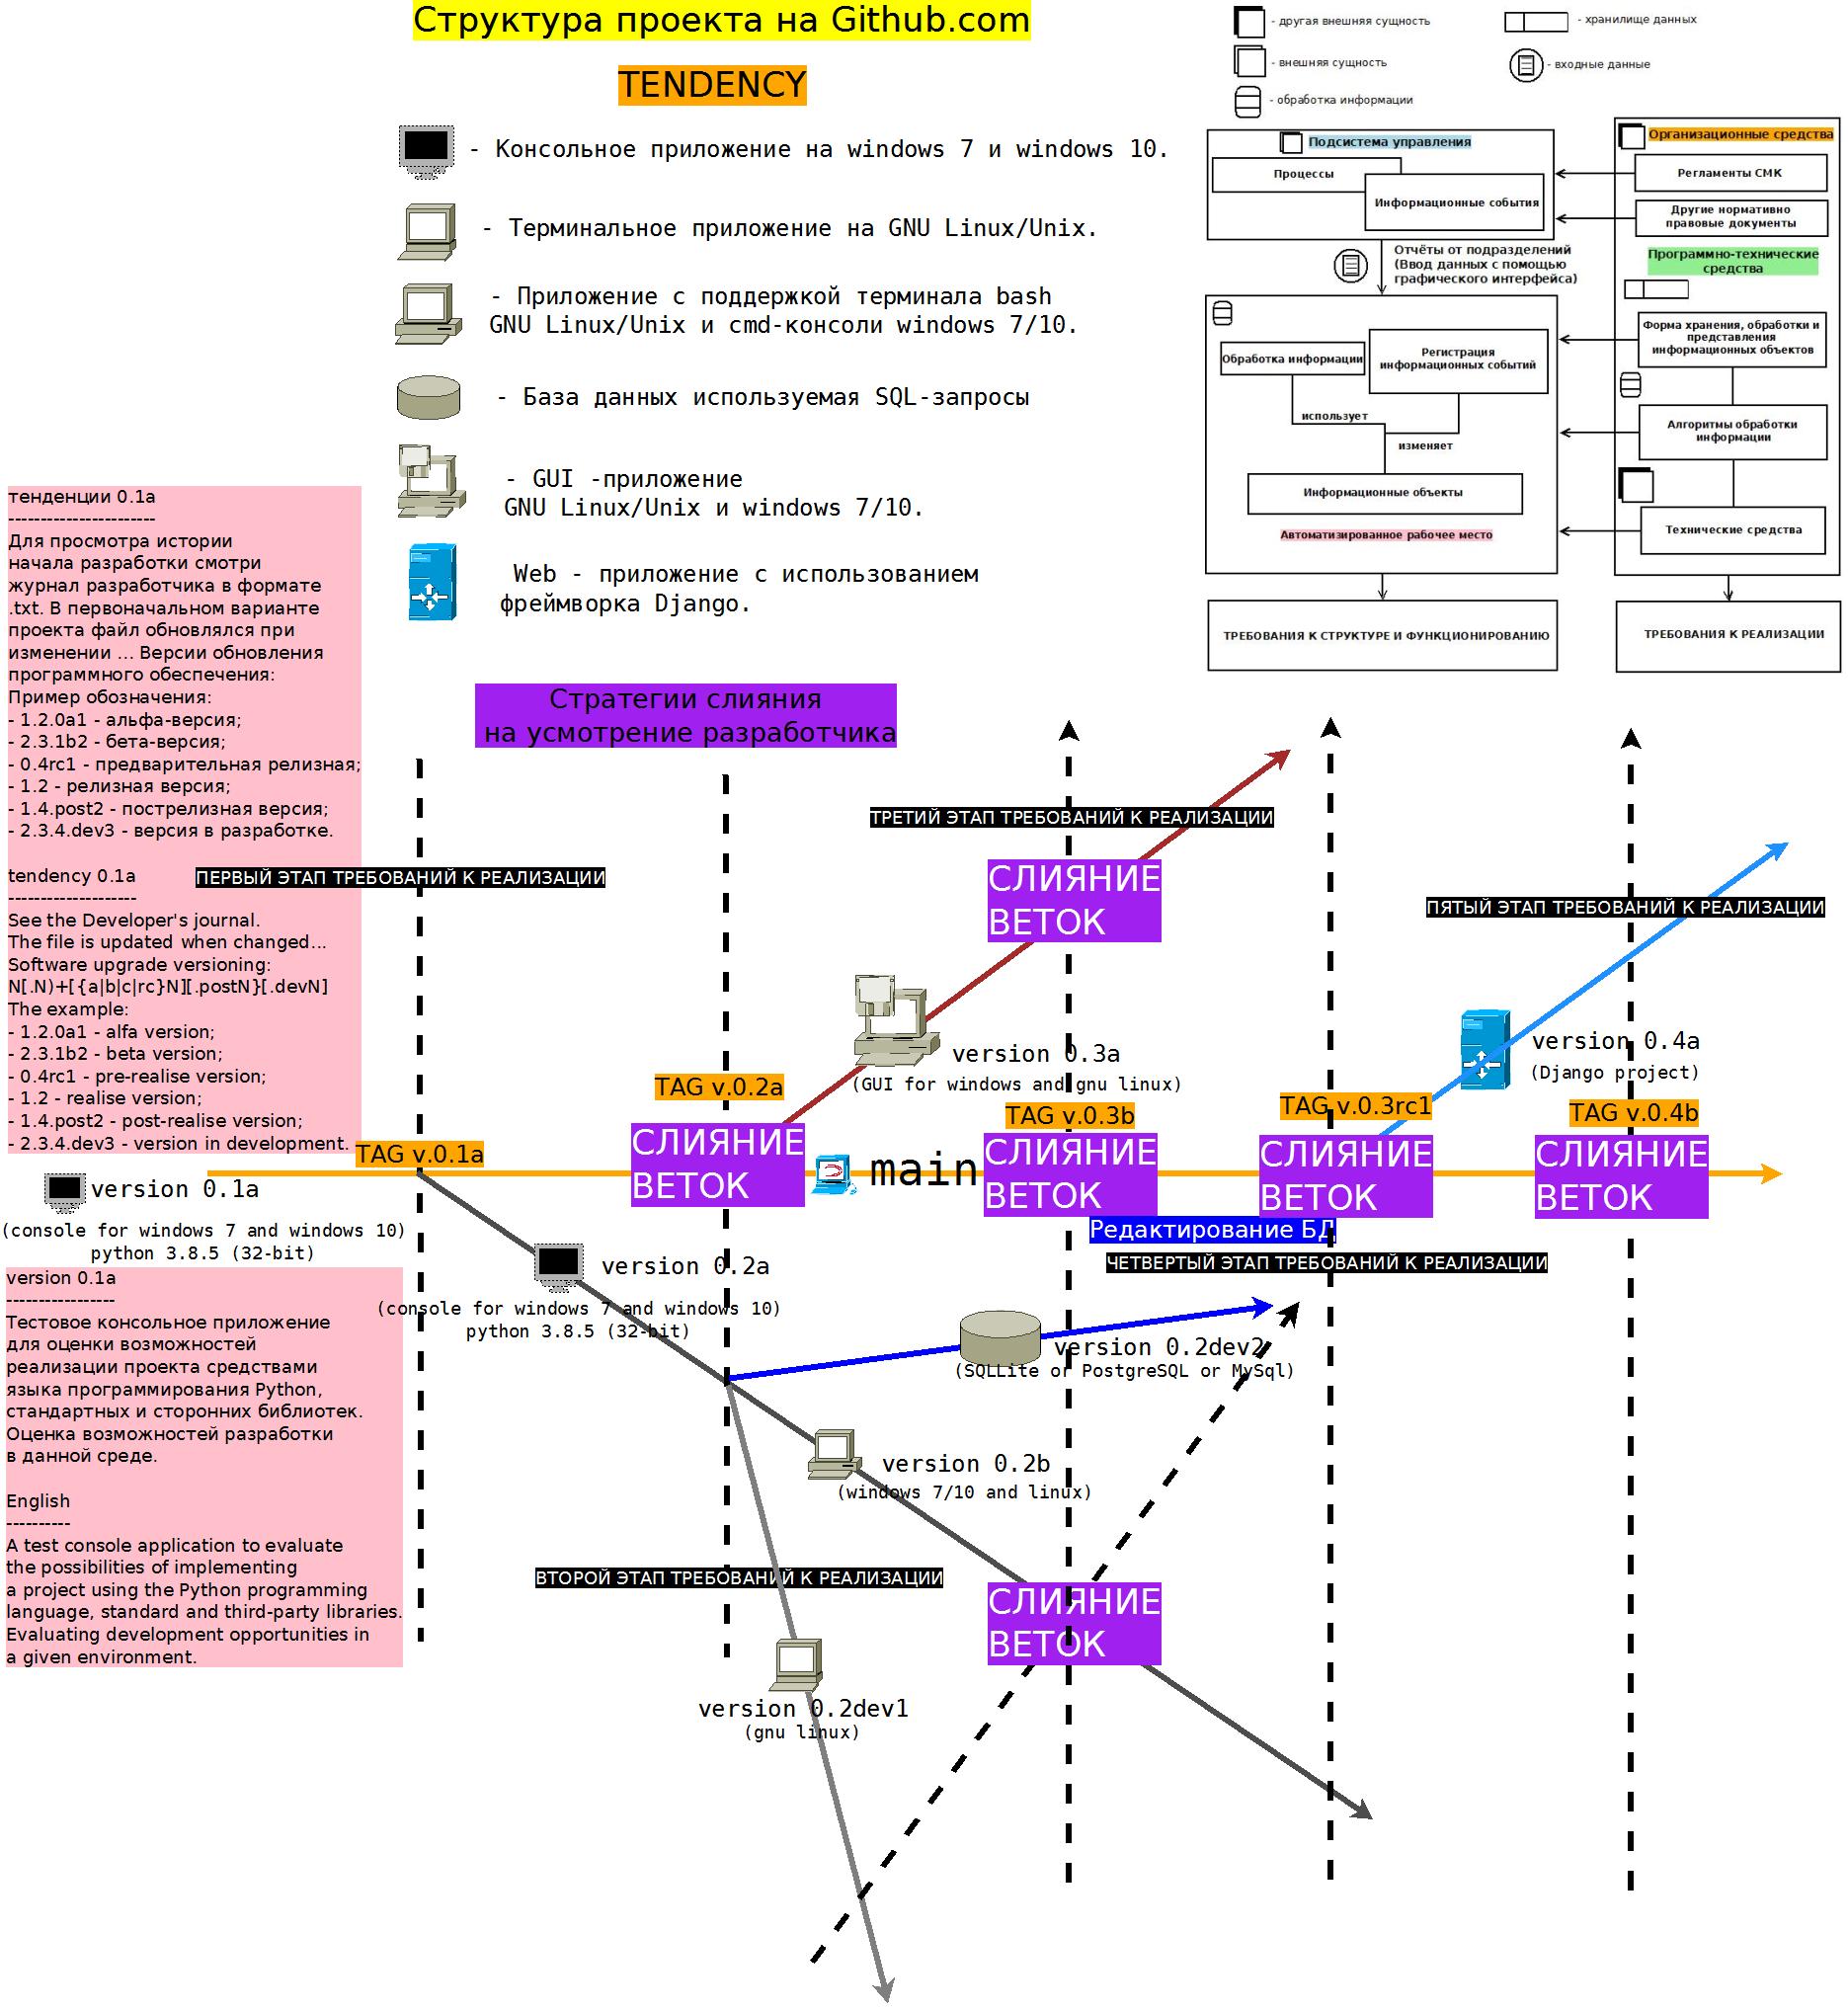 Структура проекта на Github.com
TENDENCY
- Консольное приложение на windows 7 и windows 10.
- Терминальное приложение на GNU Linux/Unix.
- Приложение с поддержкой терминала bash
GNU Linux/Unix и cmd-консоли windows 7/10.
- База данных используемая SQL-запросы
- GUI -приложение
GNU Linux/Unix и windows 7/10.
Web - приложение с использованием
фреймворка Django.
- другая внешняя сущность
- хранилище данных
- внешняя сущность
- входные данные
- обработка информации
Подсистема управления
Процессы
Информационные события
Организационные средства
Регламенты СМК
Другие нормативно
правовые документы
Отчёты от подразделений
(Ввод данных с помощью
графического интерфейса)
Программно-технические
средства
Обработка информации
Регистрация
информационных событий
использует
изменяет
Информационные объекты
Автоматизированное рабочее место
Форма хранения, обработки и
представления
информационных объектов
Алгоритмы обработки
информации
Технические средства
ТРЕБОВАНИЯ К СТРУКТУРЕ И ФУНКЦИОНИРОВАНИЮ
ТРЕБОВАНИЯ К РЕАЛИЗАЦИИ
тенденции 0.1a
-----------------------
Для просмотра истории
начала разработки смотри
журнал разработчика в формате
.txt. В первоначальном варианте
проекта файл обновлялся при
изменении ... Версии обновления
программного обеспечения:
Пример обозначения:
- 1.2.0a1 - альфа-версия;
- 2.3.1b2 - бета-версия;
- 0.4rc1 - предварительная релизная;
- 1.2 - релизная версия;
- 1.4.post2 - пострелизная версия;
- 2.3.4.dev3 - версия в разработке.
tendency 0.1a
--------------------
See the Developer's journal.
The file is updated when changed...
Software upgrade versioning:
N[.N)+[{a|b|c|rc}N][.postN}[.devN]
The example:
- 1.2.0a1 - alfa version;
- 2.3.1b2 - beta version;
- 0.4rc1 - pre-realise version;
- 1.2 - realise version;
- 1.4.post2 - post-realise version;
- 2.3.4.dev3 - version in development.
Стратегии слияния
на усмотрение разработчика
ПЕРВЫЙ ЭТАП ТРЕБОВАНИЙ К РЕАЛИЗАЦИИ
ТРЕТИЙ ЭТАП ТРЕБОВАНИЙ К РЕАЛИЗАЦИИ
СЛИЯНИЕ
ВЕТОК
ПЯТЫЙ ЭТАП ТРЕБОВАНИЙ К РЕАЛИЗАЦИИ
version 0.3a
(GUI for windows and gnu linux)
version 0.4a
(Django project)
TAG v.0.1a
TAG v.0.2a
TAG v.0.3b
TAG v.0.3rc1
TAG v.0.4b
СЛИЯНИЕ
ВЕТОК
main
СЛИЯНИЕ
ВЕТОК
СЛИЯНИЕ
ВЕТОК
СЛИЯНИЕ
ВЕТОК
version 0.1a
(console for windows 7 and windows 10)
python 3.8.5 (32-bit)
Редактирование БД
ЧЕТВЕРТЫЙ ЭТАП ТРЕБОВАНИЙ К РЕАЛИЗАЦИИ
version 0.2a
(console for windows 7 and windows 10)
python 3.8.5 (32-bit)
version 0.2dev2
(SQLLite or PostgreSQL or MySql)
version 0.1a
-----------------
Тестовое консольное приложение
для оценки возможностей
реализации проекта средствами
языка программирования Python,
стандартных и сторонних библиотек.
Оценка возможностей разработки
в данной среде.
English
----------
A test console application to evaluate
the possibilities of implementing
a project using the Python programming
language, standard and third-party libraries.
Evaluating development opportunities in
a given environment.
version 0.2b
(windows 7/10 and linux)
ВТОРОЙ ЭТАП ТРЕБОВАНИЙ К РЕАЛИЗАЦИИ
СЛИЯНИЕ
ВЕТОК
version 0.2dev1
(gnu linux)